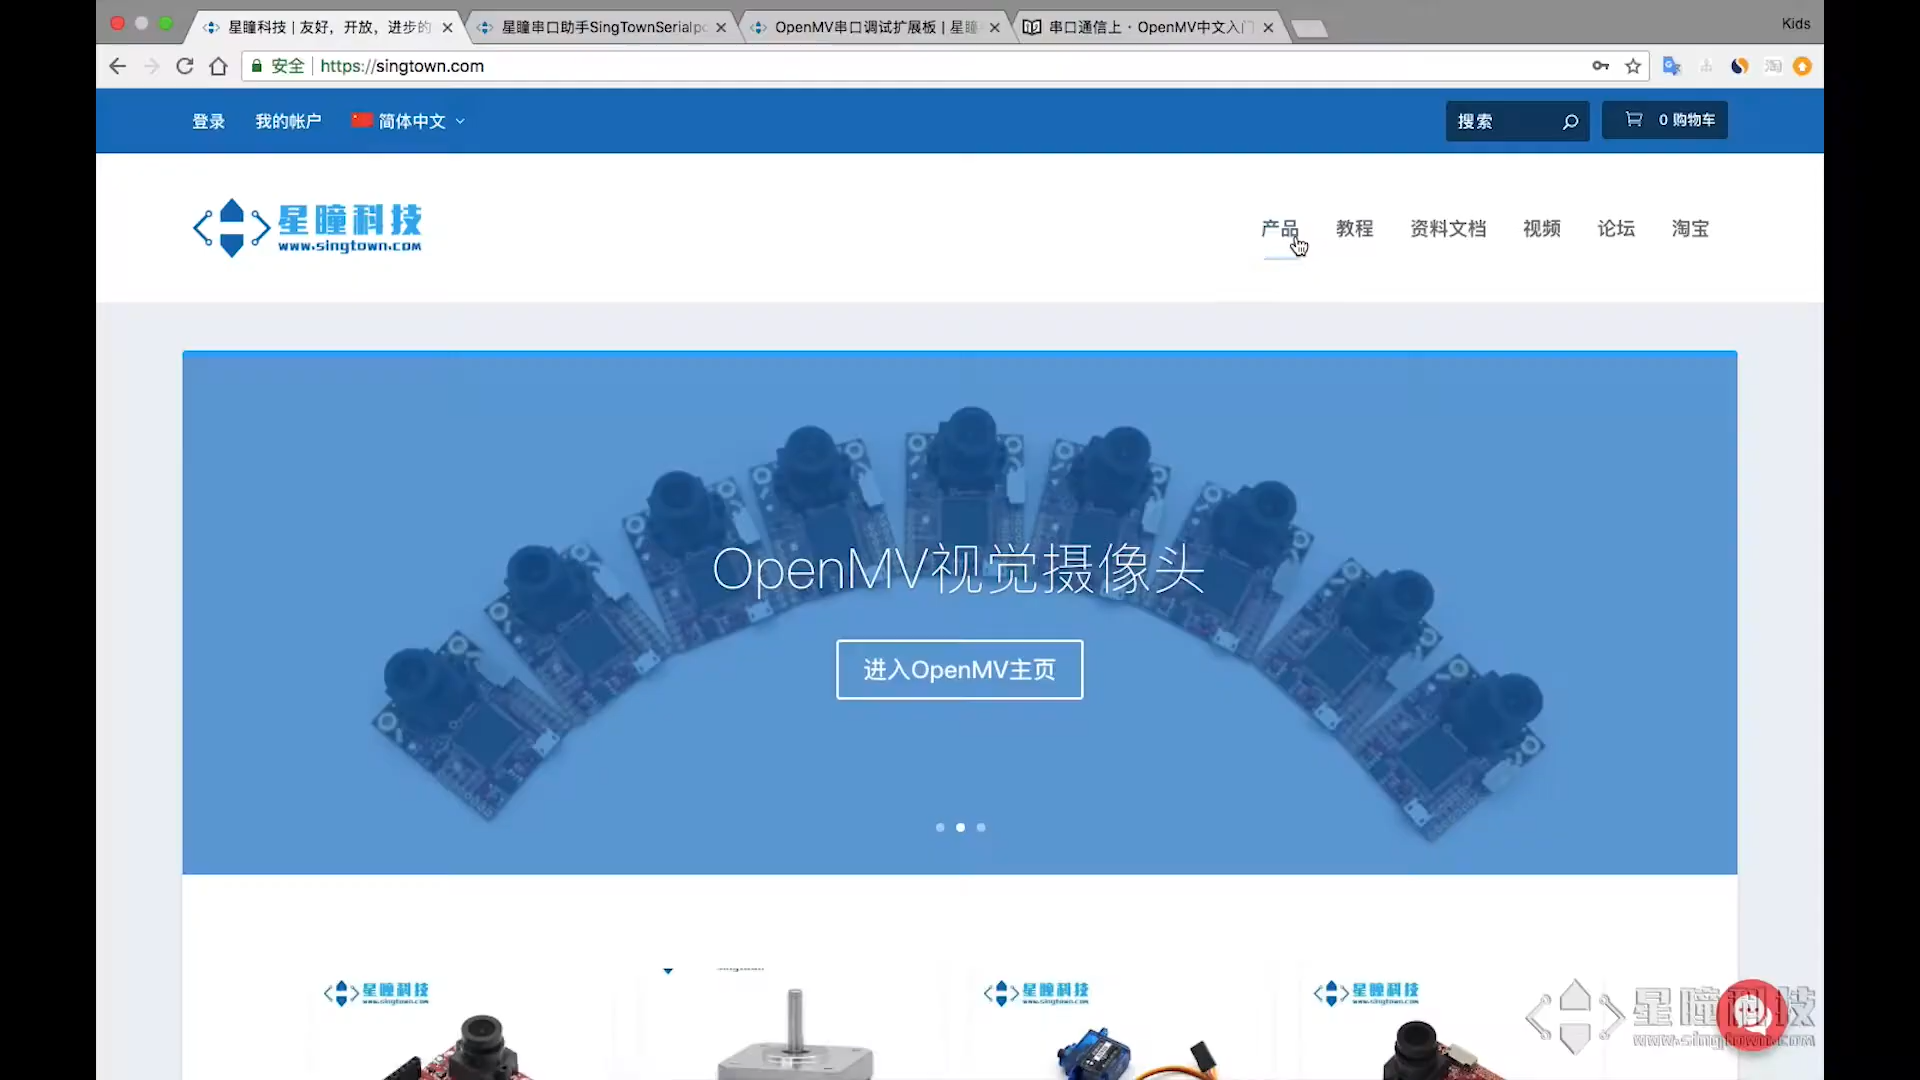 星瞳科技 | 友好，开放，进步的
星瞳串口助手SingTownSerialpo
OpenMV串口调试扩展板 | 星瞳
串口通信上 · OpenMV中文入门
Kids
安全
https://singtown.com
登录
我的帐户
简体中文
搜索
0 购物车
星瞳科技
www.singtown.com
产品
教程
资料文档
视频
论坛
淘宝
OpenMV视觉摄像头
进入OpenMV主页
星瞳科技
www.singtown.com
星瞳科技
www.singtown.com
星瞳科技
www.singtown.com
星瞳科技
www.singtown.com